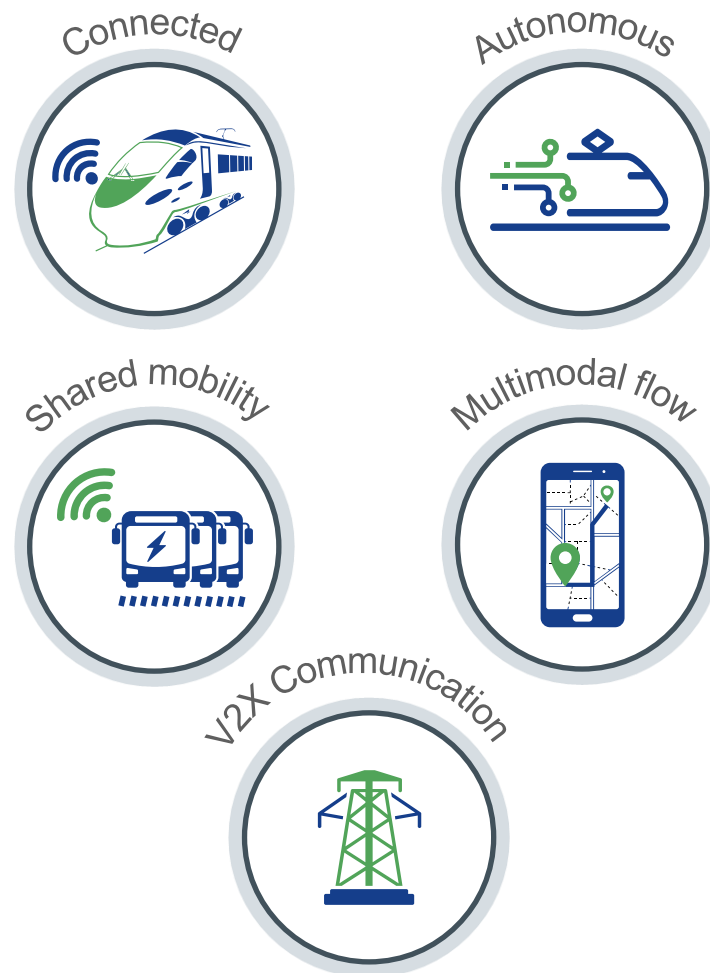 Connected
Autonomous
Shared mobility
Multimodal flow
V2X Communication